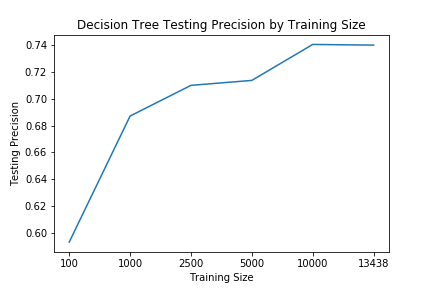 Decision Tree Testing Precision by Training Size
Testing Precision
0.74
0.72
0.70
0.68
0.66
0.64
0.62
0.60
100 1000 2500 5000 10000 13438
Training Size